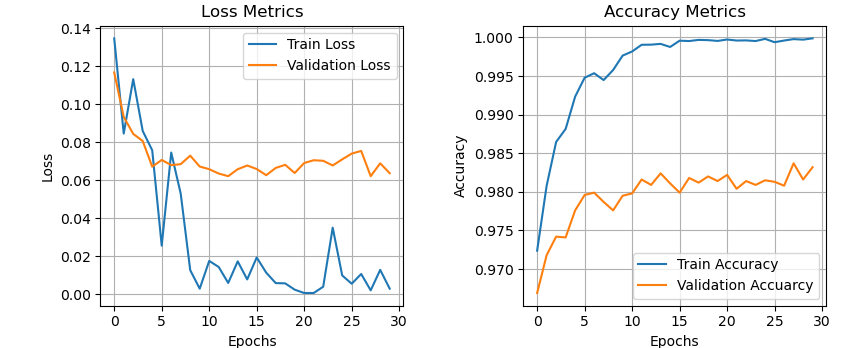 Loss Metrics
0.14
0.12
0.10
0.08
0.06
0.04
0.02
0.00
Loss
Train Loss
Validation Loss
0 5 10 15 20 25 30
Epochs
Accuracy Metrics
1.000
0.995
0.990
0.985
0.980
0.975
0.970
Accuracy
Train Accuracy
Validation Accuarcy
0 5 10 15 20 25 30
Epochs